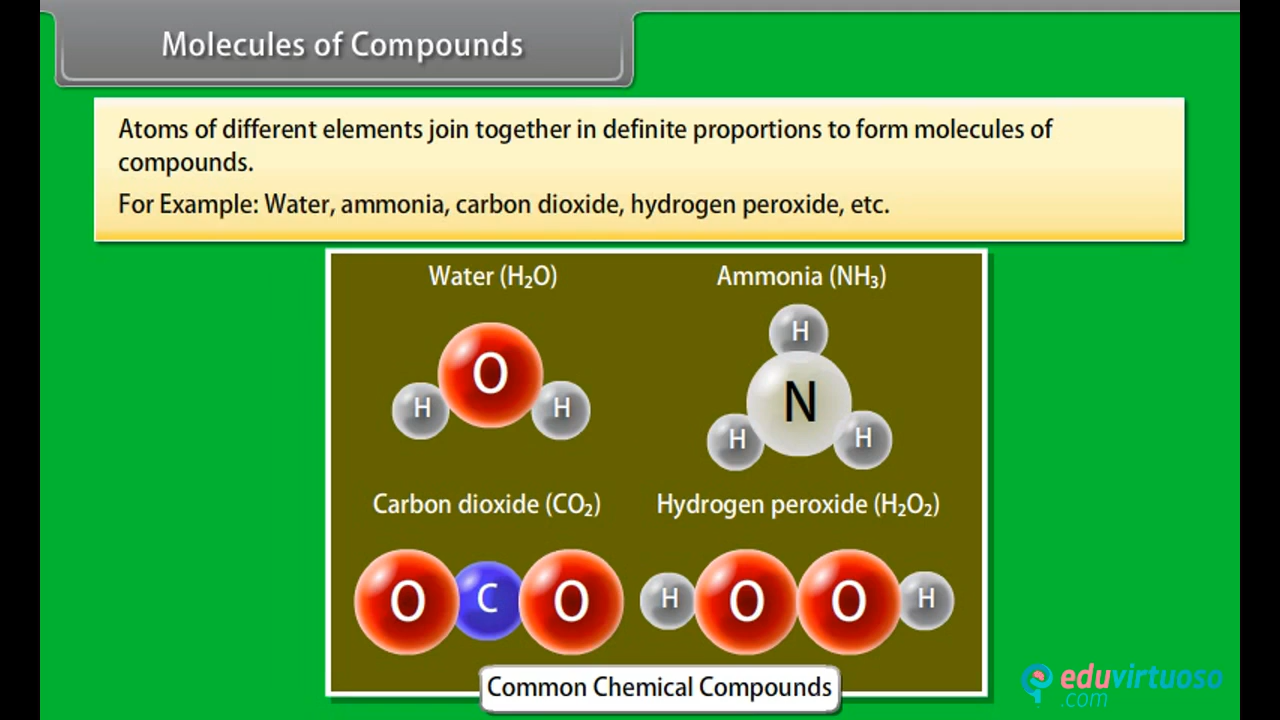 Molecules of Compounds
Atoms of different elements join together in definite proportions to form molecules of
compounds.
For Example: Water, ammonia, carbon dioxide, hydrogen peroxide, etc.
Water (H₂O)
O
H
H
Ammonia (NH₃)
H
N
H
H
Carbon dioxide (CO₂)
O C O
Hydrogen peroxide (H₂O₂)
H O O H
Common Chemical Compounds
eduvirtuoso
.com